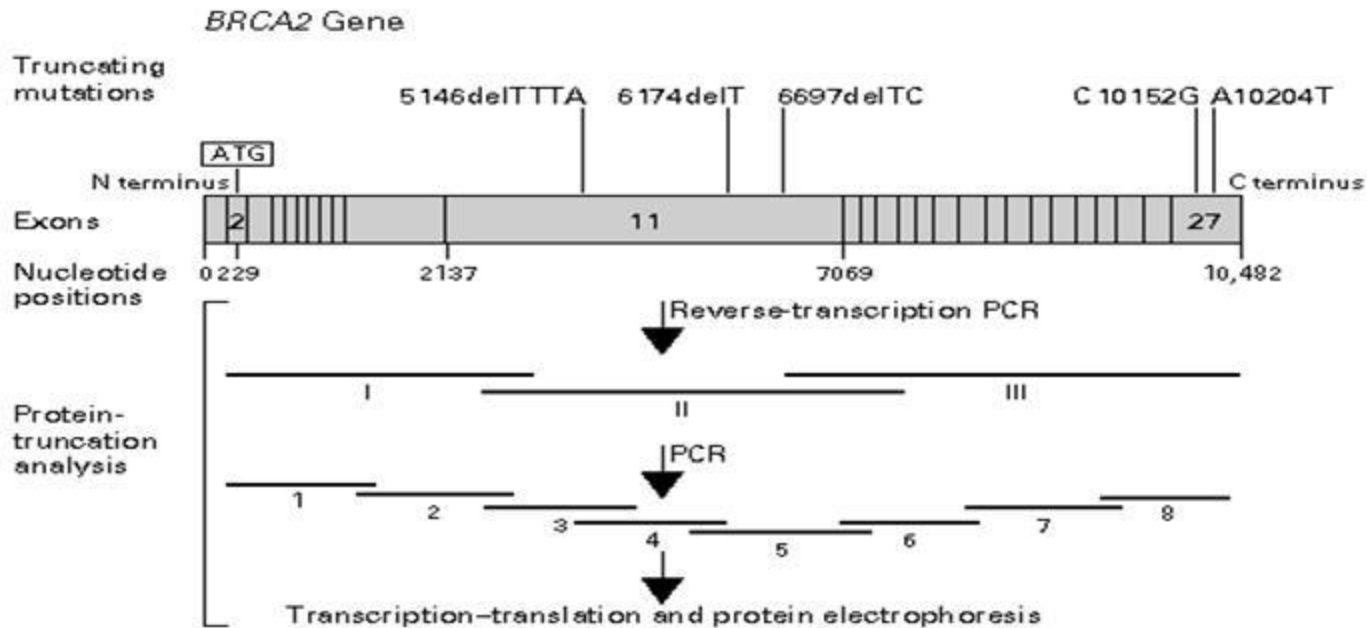 BRCA2 Gene
Truncating
mutations
5146delTTTA 6174delT 6697delTC C10152G A10204T
ATG
N terminus C terminus
Exons 2 11 27
Nucleotide
positions
0 229 2137 7069 10,482
Reverse-transcription PCR
I II III
Protein-
truncation
analysis
PCR
1 2 3 4 5 6 7 8
Transcription–translation and protein electrophoresis